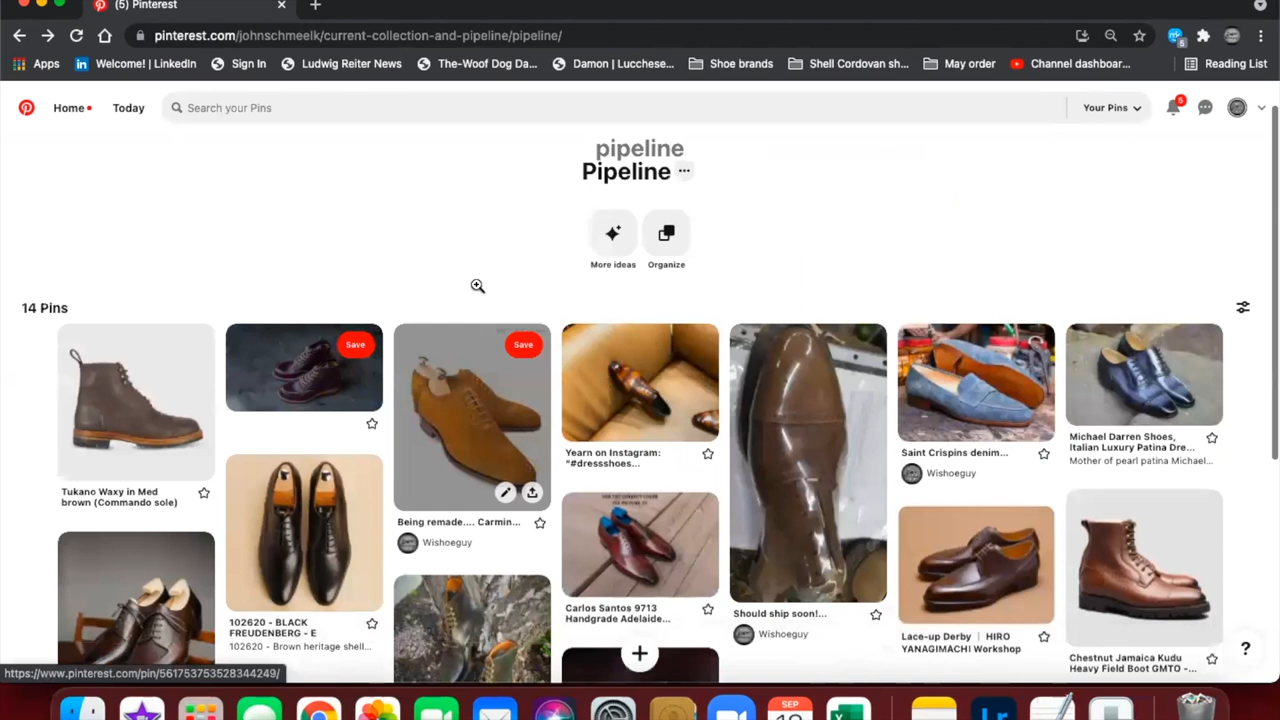 (5) Pinterest
pinterest.com/johnschmeelk/current-collection-and-pipeline/pipeline/
5
Apps
Welcome! | LinkedIn
Sign In
Ludwig Reiter News
The-Woof Dog Da...
Damon | Lucchese...
Shoe brands
Shell Cordovan sh...
May order
Channel dashboar...
Reading List
Home
Today
Search your Pins
Your Pins
5
pipeline
Pipeline
More ideas
Organize
14 Pins
Save
Save
Tukano Waxy in Med
brown (Commando sole)
102620 - BLACK
FREUDENBERG - E
102620 - Brown heritage shell...
Being remade.... Carmin...
Wishoeguy
Yearn on Instagram:
“#dressshoes...
Carlos Santos 9713
Handgrade Adelaide...
Should ship soon!...
Wishoeguy
Saint Crispins denim...
Wishoeguy
Lace-up Derby | HIRO
YANAGIMACHI Workshop
Michael Darren Shoes,
Italian Luxury Patina Dre...
Mother of pearl patina Michael...
Chestnut Jamaica Kudu
Heavy Field Boot GMTO -...
?
https://www.pinterest.com/pin/561753753528344249/
SEP